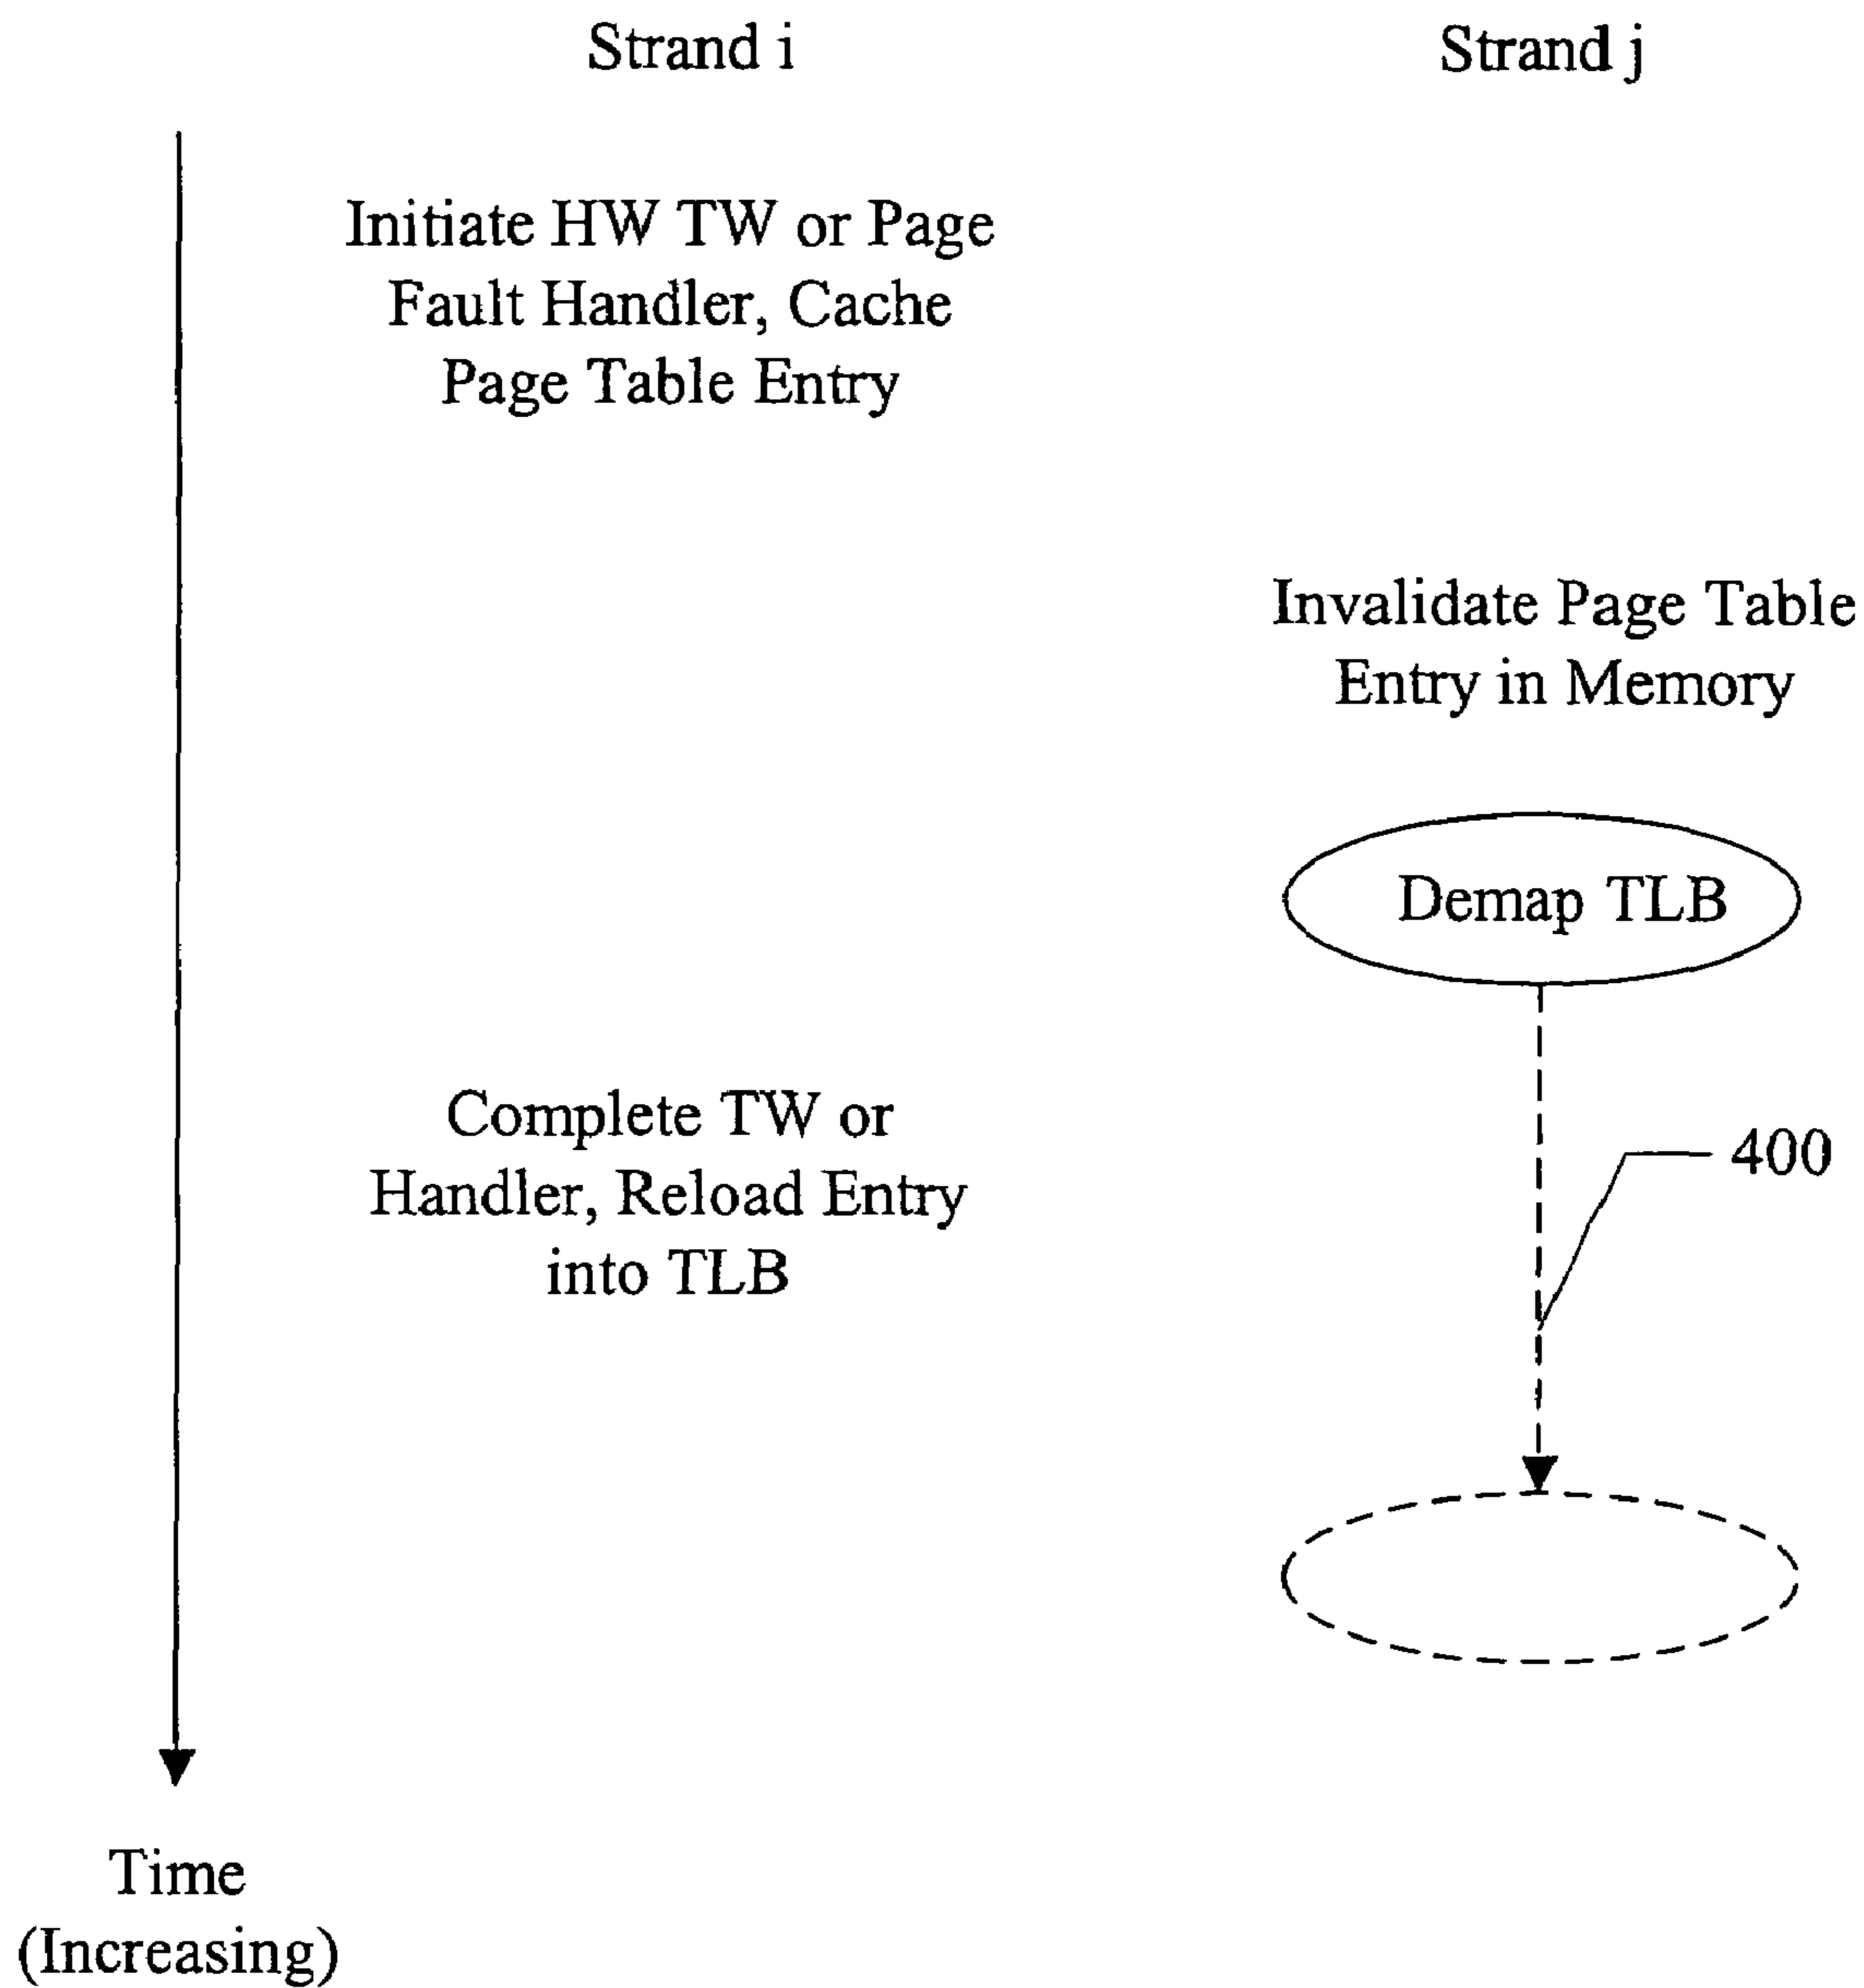 Strand i
Strand j
Initiate HW TW or Page
Fault Handler, Cache
Page Table Entry
Invalidate Page Table
Entry in Memory
Demap TLB
Complete TW or
Handler, Reload Entry
into TLB
400
Time
(Increasing)